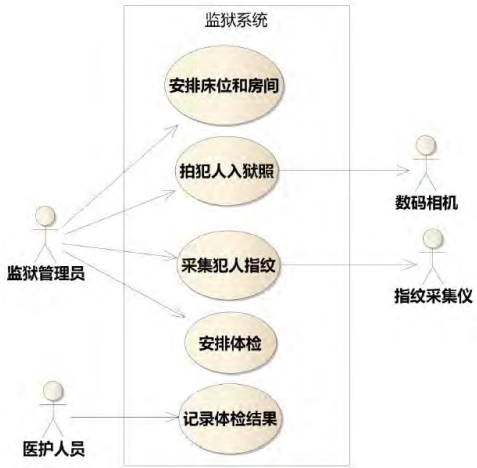 监狱系统
安排床位和房间
拍犯人入狱照
数码相机
监狱管理员
采集犯人指纹
指纹采集仪
安排体检
记录体检结果
医护人员